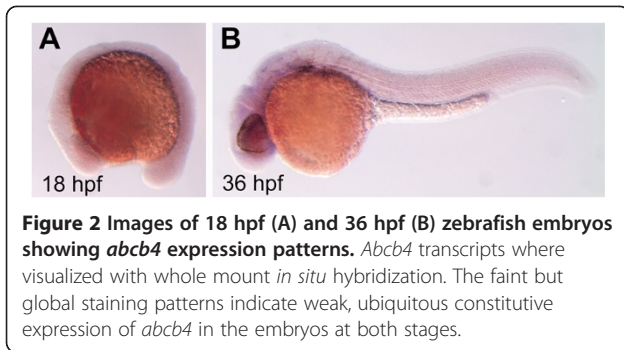 A
B
18 hpf
36 hpf
Figure 2 Images of 18 hpf (A) and 36 hpf (B) zebrafish embryos
showing abcb4 expression patterns. Abcb4 transcripts where
visualized with whole mount in situ hybridization. The faint but
global staining patterns indicate weak, ubiquitous constitutive
expression of abcb4 in the embryos at both stages.